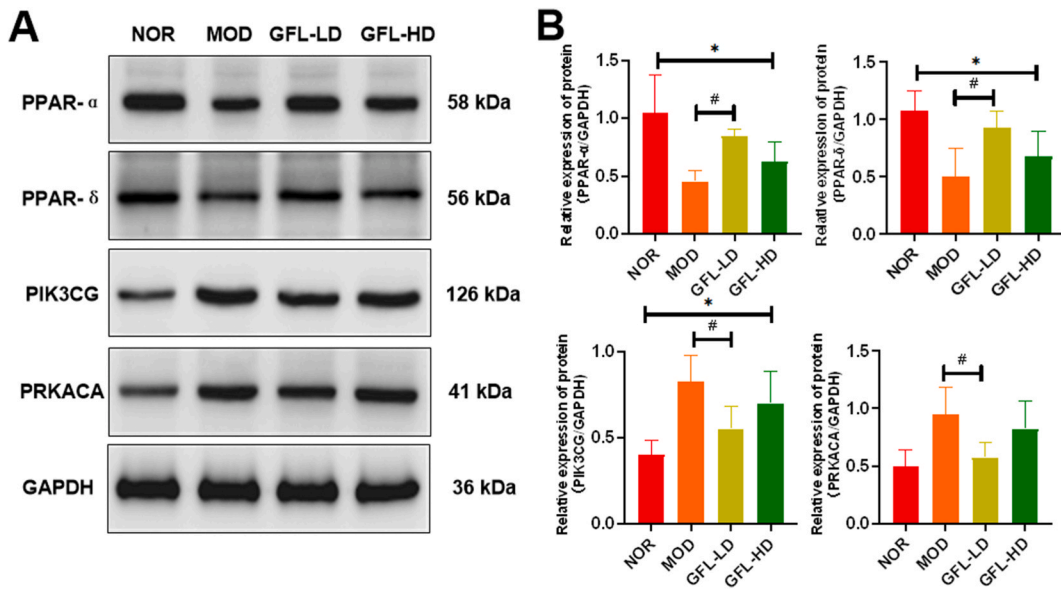 A
NOR MOD GFL-LD GFL-HD
PPAR- α 58 kDa
PPAR- δ 56 kDa
PIK3CG 126 kDa
PRKACA 41 kDa
GAPDH 36 kDa
B
Relative expression of protein
(PPAR-α/GAPDH)
1.5
1.0
0.5
0.0
*
#
NOR
MOD
GFL-LD
GFL-HD
Relative expression of protein
(PPAR-δ/GAPDH)
1.5
1.0
0.5
0.0
*
#
NOR
MOD
GFL-LD
GFL-HD
Relative expression of protein
(PIK3CG/GAPDH)
1.0
0.5
0.0
*
#
NOR
MOD
GFL-LD
GFL-HD
Relative expression of protein
(PRKACA/GAPDH)
1.5
1.0
0.5
0.0
#
NOR
MOD
GFL-LD
GFL-HD